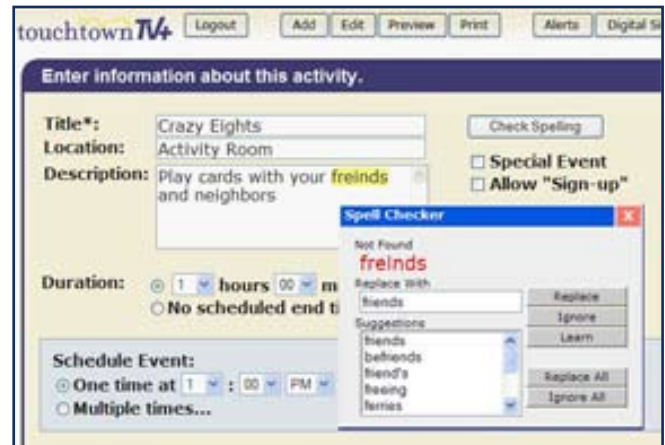 touchtown TV+ Logout Add Edit Preview Print Alerts Digital
Enter information about this activity.
Title*: Crazy Eights Check Spelling
Location: Activity Room
Description: Play cards with your freinds
and neighbors
Special Event
Allow "Sign-up"
Spell Checker X
Not Found
freinds
Replace With
friends Replace
Ignore
Suggestions Learn
friends
befriends
friend's Replace All
freeing Ignore All
ferries
Duration: 1 hours 00 m
No scheduled end
Schedule Event:
One time at 1 : 00 PM
Multiple times...